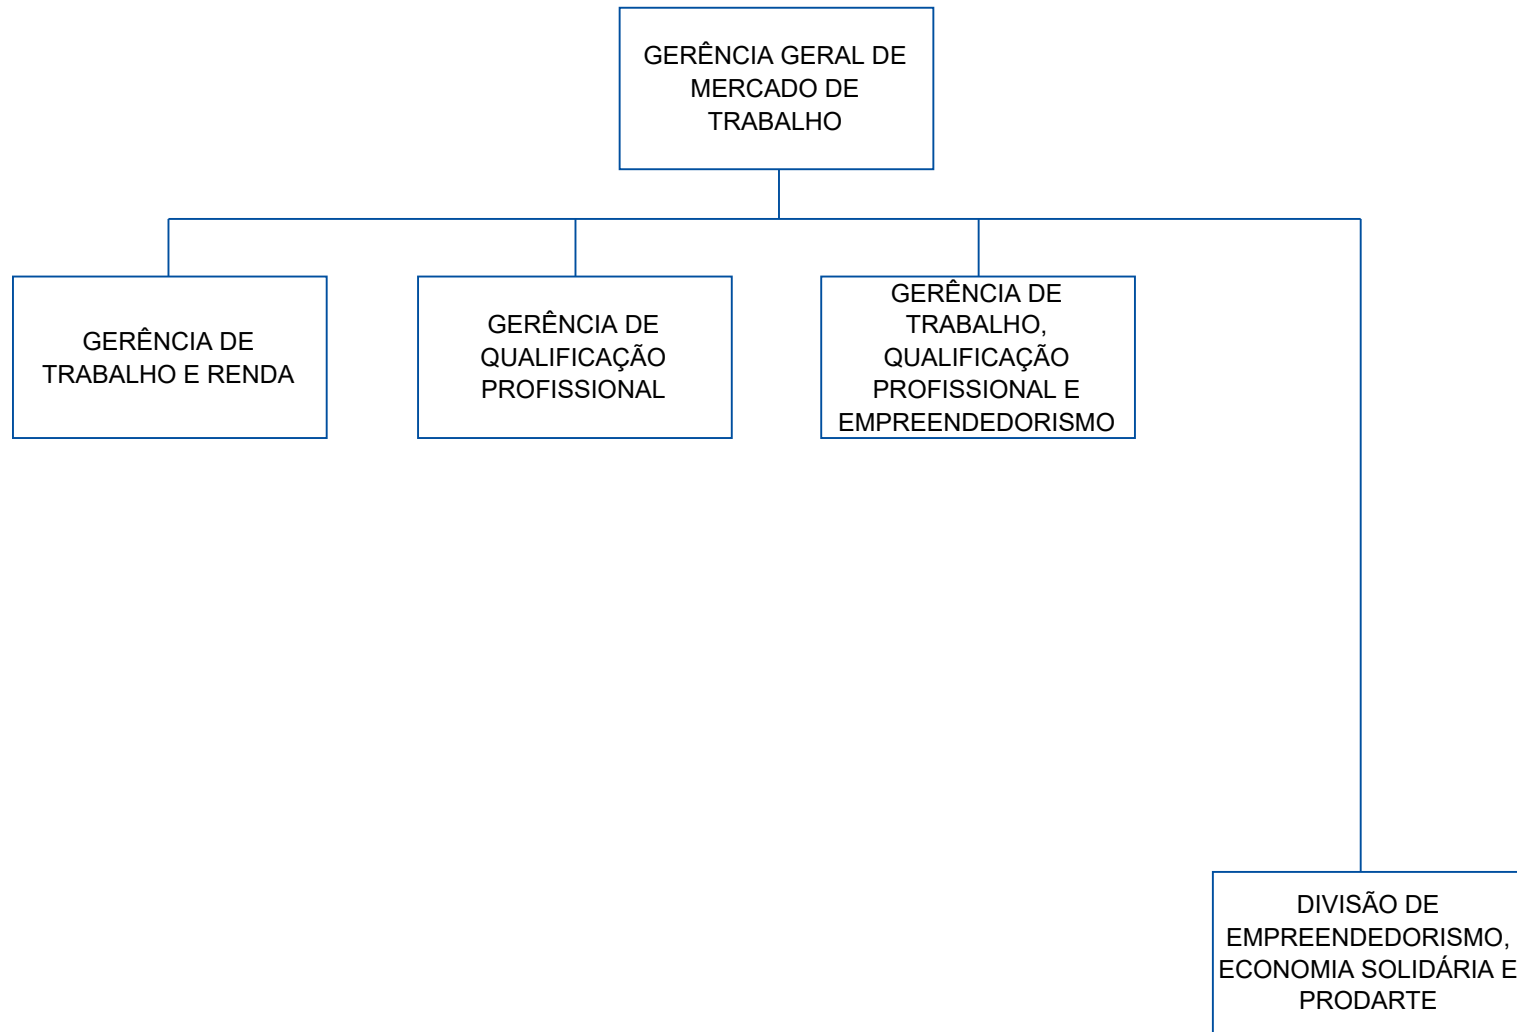 GERÊNCIA GERAL DE
MERCADO DE
TRABALHO
GERÊNCIA DE
TRABALHO E RENDA
GERÊNCIA DE
QUALIFICAÇÃO
PROFISSIONAL
GERÊNCIA DE
TRABALHO,
QUALIFICAÇÃO
PROFISSIONAL E
EMPREENDEDORISMO
DIVISÃO DE
EMPREENDEDORISMO,
ECONOMIA SOLIDÁRIA E
PRODARTE